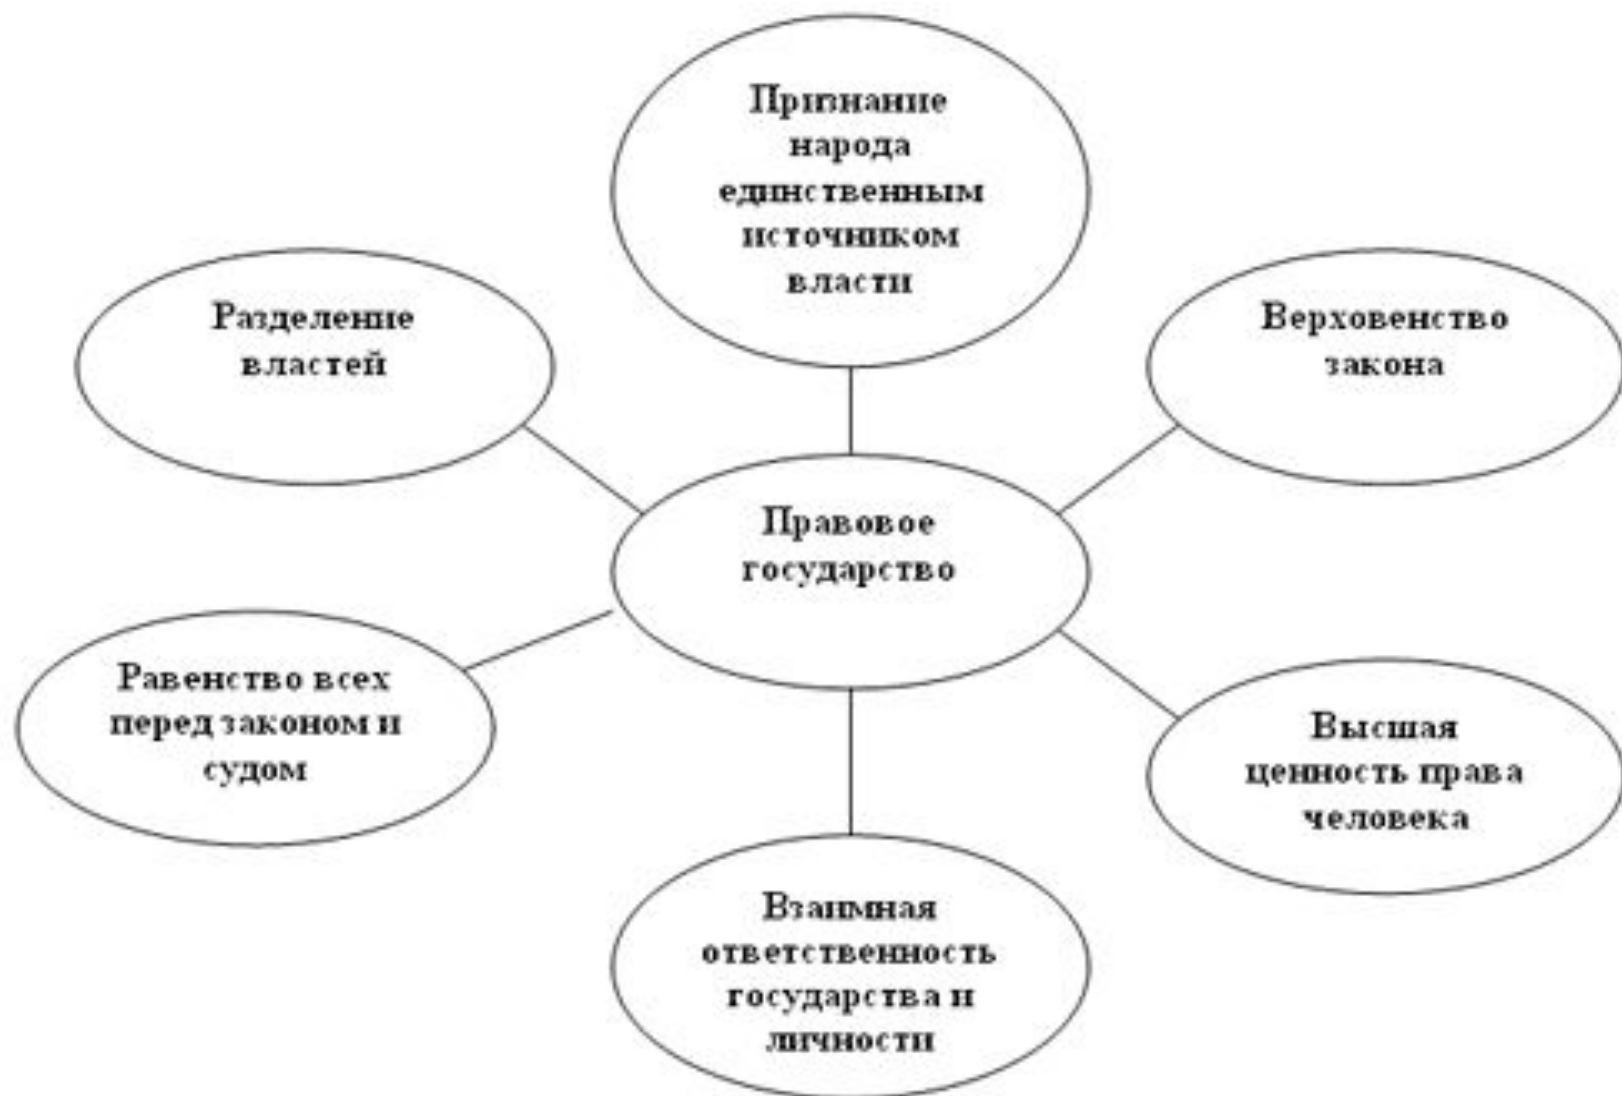 Признание
народа
единственным
источником
власти
Разделение
властей
Верховенство
закона
Правовое
государство
Равенство всех
перед законом и
судом
Высшая
ценность права
человека
Взаимная
ответственность
государства и
личности